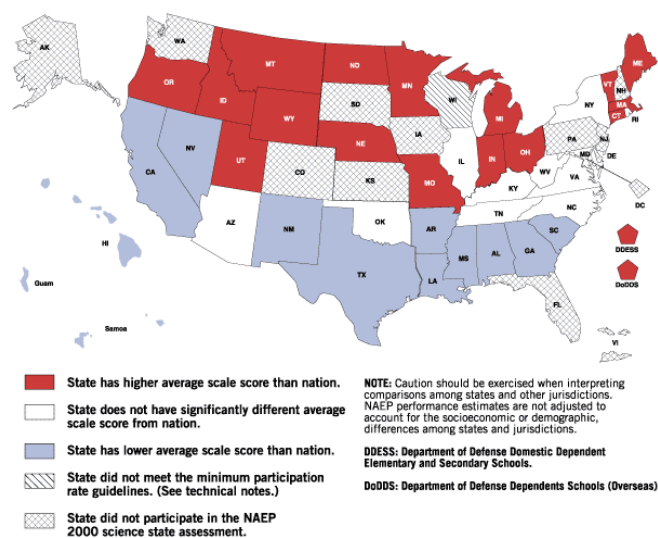 AK
WA
OR
MT
ID
WY
ND
SD
NE
MN
WI
IA
MI
NY
VT
NH
ME
MA
CT
RI
NV
CA
UT
CO
KS
MO
IL
IN
OH
PA
NJ
MD
DE
WV
VA
DC
KY
TN
NC
AZ
NM
OK
AR
TX
LA
MS
AL
GA
SC
FL
HI
Guam
Samoa
DDESS
DoDDS
VI
State has higher average scale score than nation.
State does not have significantly different average
scale score from nation.
State has lower average scale score than nation.
State did not meet the minimum participation
rate guidelines. (See technical notes.)
State did not participate in the NAEP
2000 science state assessment.
NOTE: Caution should be exercised when interpreting
comparisons among states and other jurisdictions.
NAEP performance estimates are not adjusted to
account for the socioeconomic or demographic,
differences among states and jurisdictions.
DDESS: Department of Defense Domestic Dependent
Elementary and Secondary Schools.
DoDDS: Department of Defense Dependents Schools (Overseas)